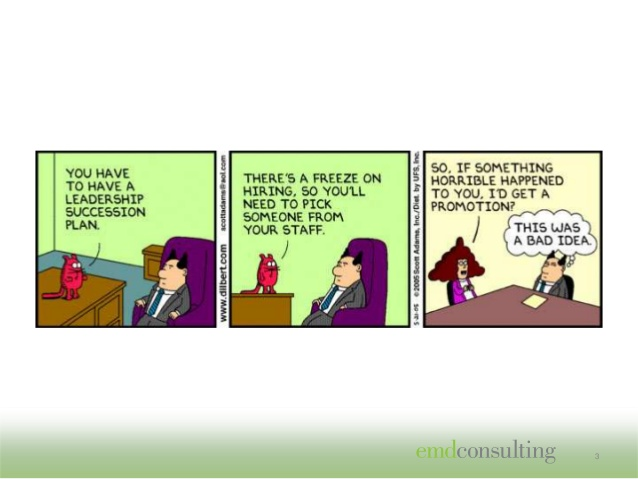 YOU HAVE
TO HAVE A
LEADERSHIP
SUCCESSION
PLAN.
www.dilbert.com scottadams@aol.com
THERE'S A FREEZE ON
HIRING, SO YOU'LL
NEED TO PICK
SOMEONE FROM
YOUR STAFF.
©2005 Scott Adams, Inc./Dist. by UFS, Inc.
SO, IF SOMETHING
HORRIBLE HAPPENED
TO YOU, I'D GET A
PROMOTION?
THIS WAS
A BAD IDEA.
emdconsulting
3